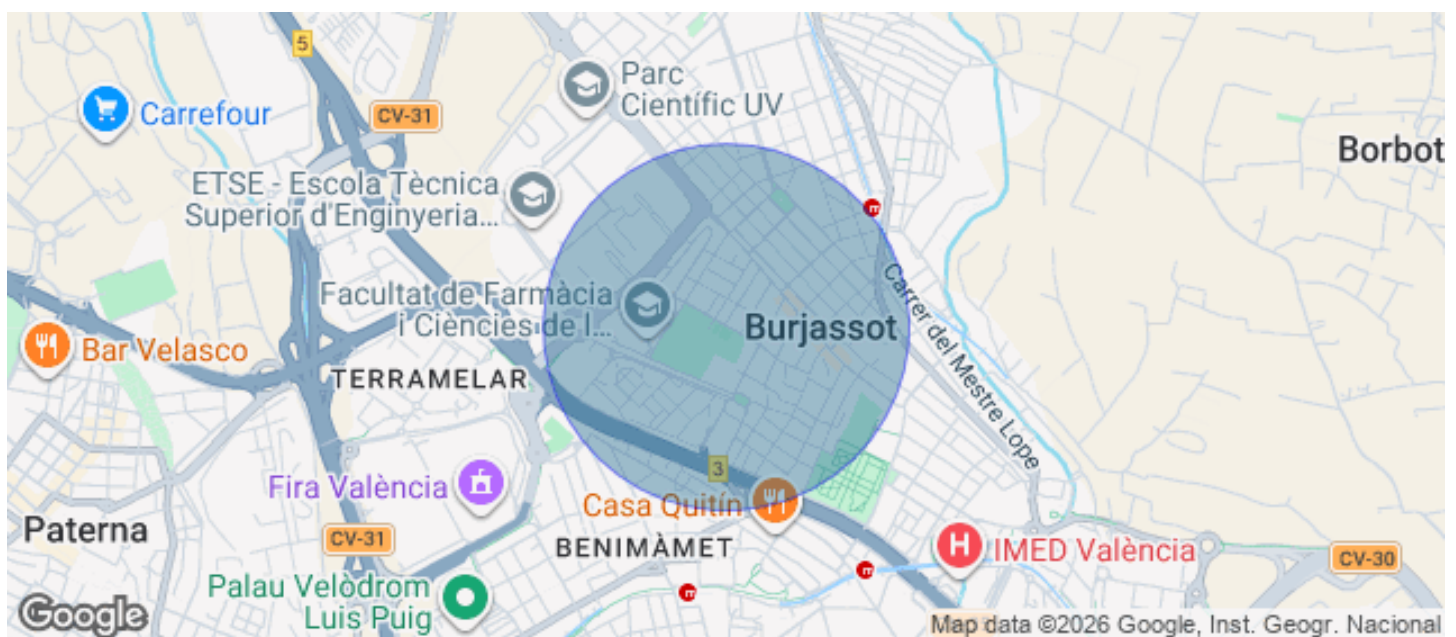 5
Parc
Científic UV
Carrefour
CV-31
Borbot
ETSE - Escola Tècnica
Superior d'Enginyeria...
m
Carrer del Mestre Lope
Facultat de Farmàcia
i Ciències de l...
Burjassot
Bar Velasco
TERRAMELAR
3
Fira València
Casa Quitín
Paterna
CV-31
BENIMÀMET
H
IMED València
CV-30
m
m
Palau Velòdrom
Luis Puig
Google
Map data ©2026 Google, Inst. Geogr. Nacional